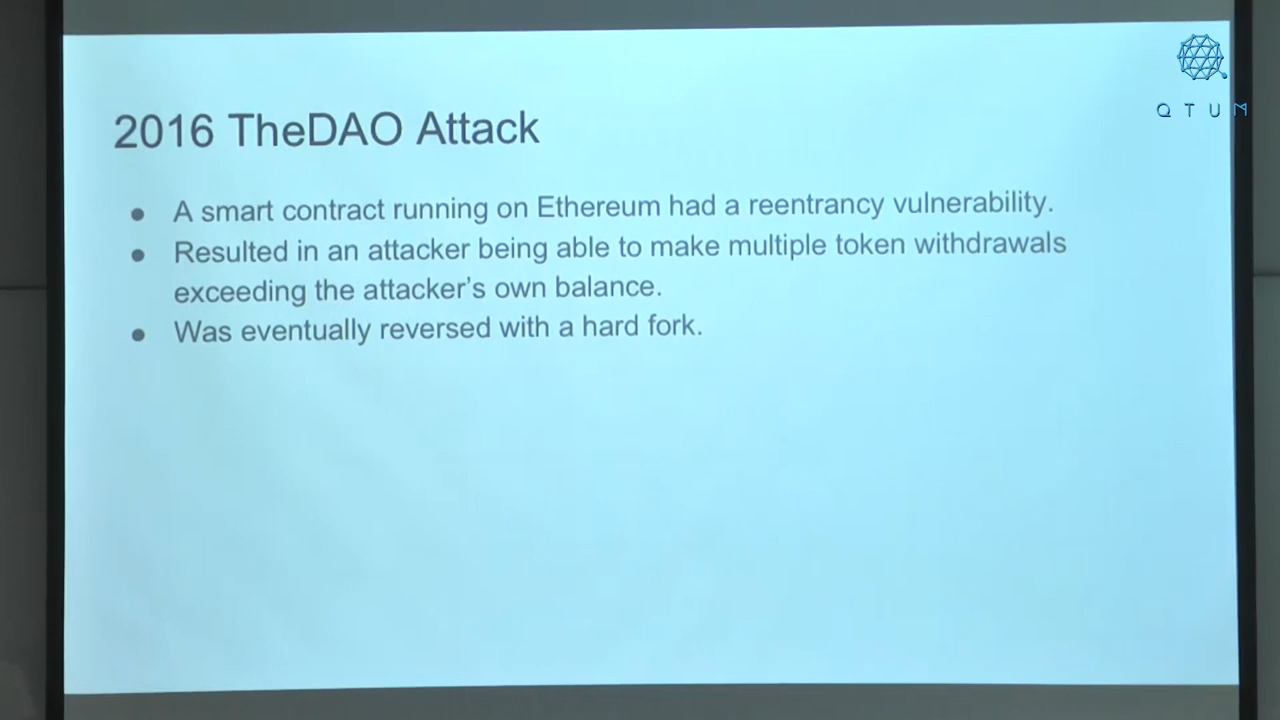 QTUM
2016 TheDAO Attack
● A smart contract running on Ethereum had a reentrancy vulnerability.
● Resulted in an attacker being able to make multiple token withdrawals
exceeding the attacker's own balance.
● Was eventually reversed with a hard fork.